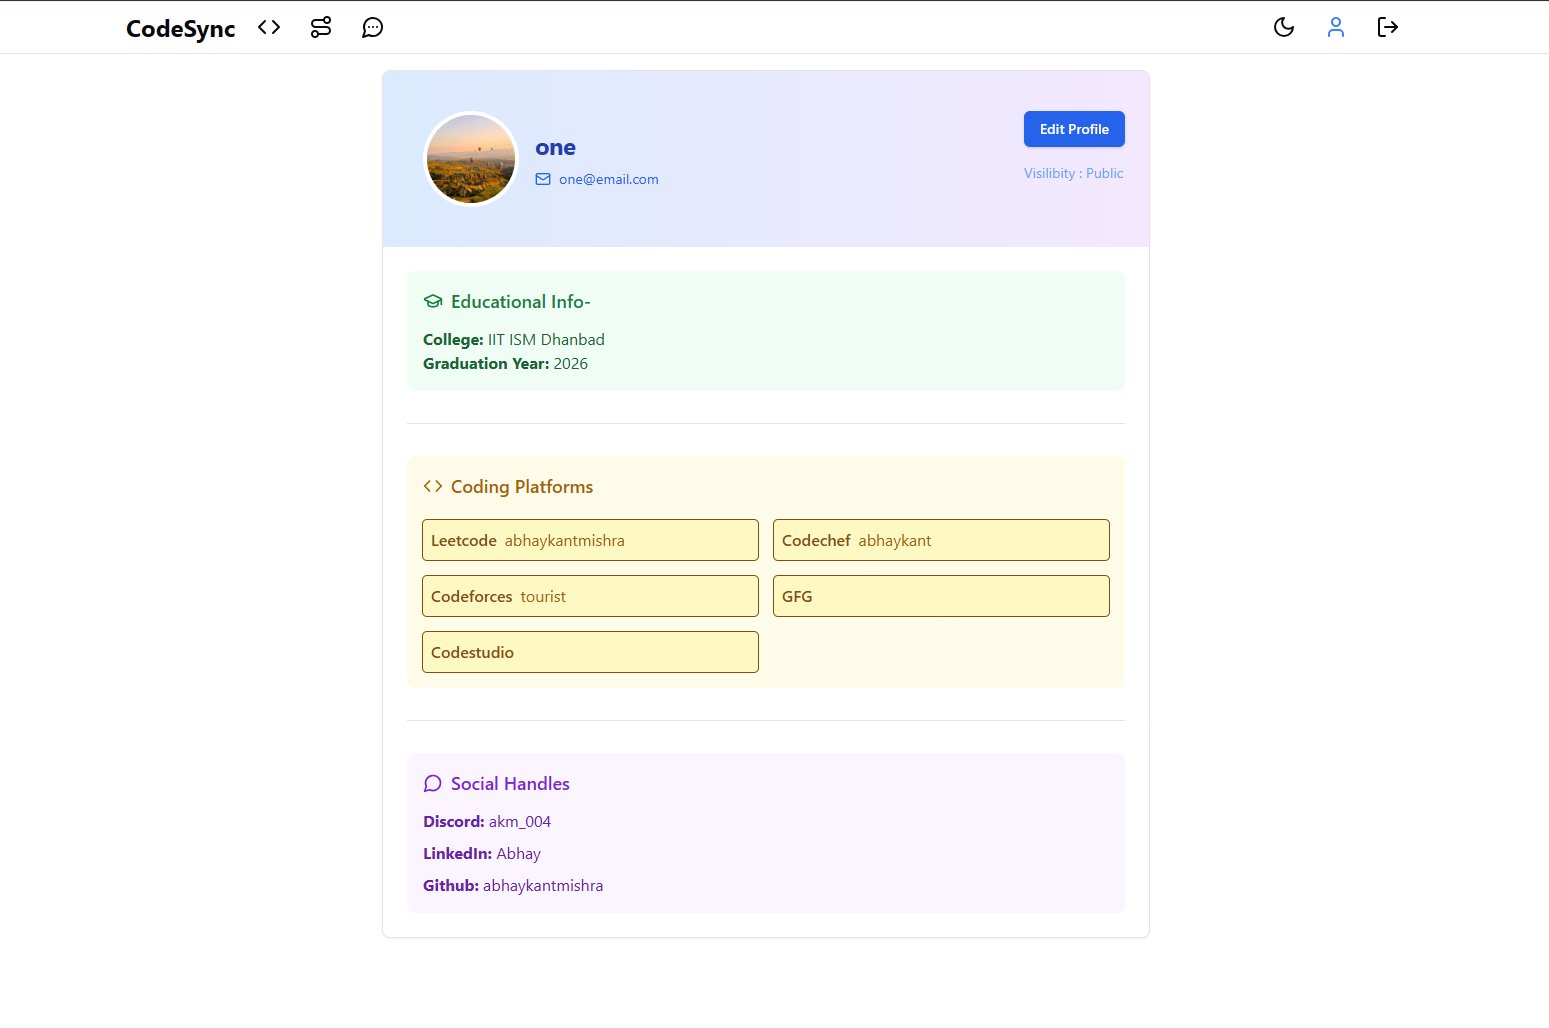 CodeSync
one
one@email.com
Edit Profile
Visilibity : Public
Educational Info-
College: IIT ISM Dhanbad
Graduation Year: 2026
Coding Platforms
Leetcode abhaykantmishra
Codechef abhaykant
Codeforces tourist
GFG
Codestudio
Social Handles
Discord: akm_004
LinkedIn: Abhay
Github: abhaykantmishra